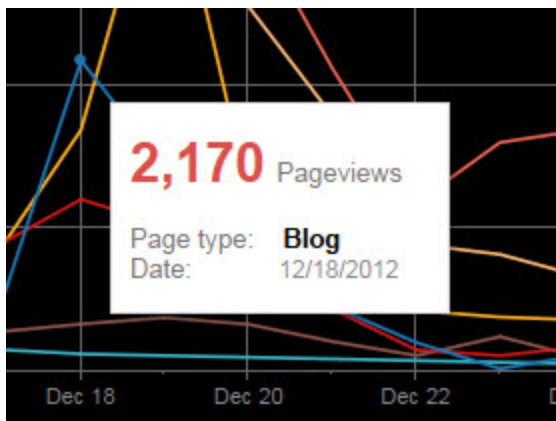 2,170 Pageviews
Page type: Blog
Date: 12/18/2012
Dec 18 Dec 20 Dec 22